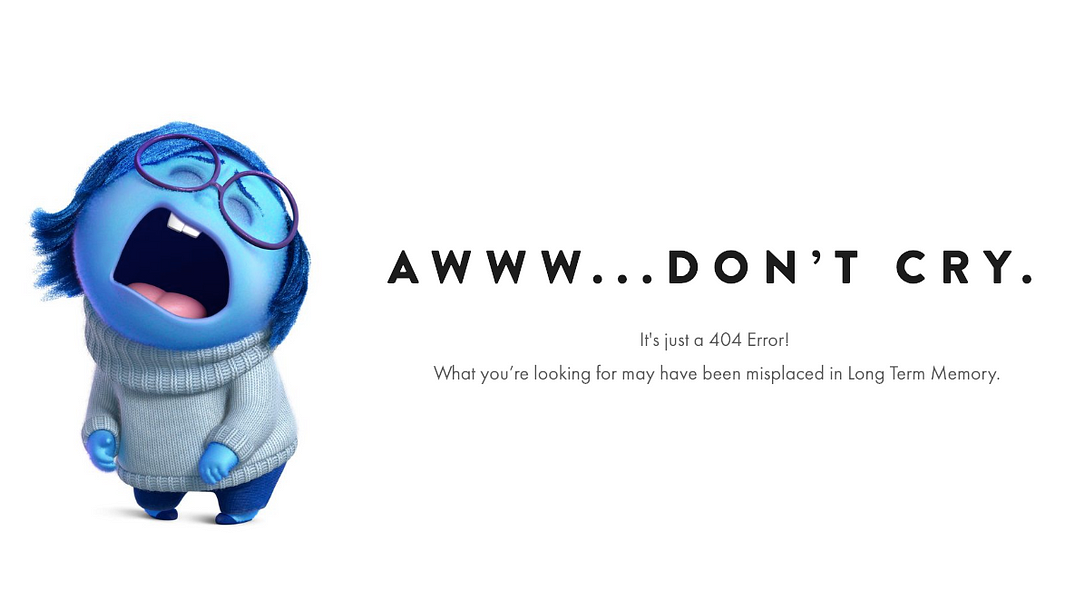 AWWW...DON’T CRY.
It's just a 404 Error!
What you’re looking for may have been misplaced in Long Term Memory.